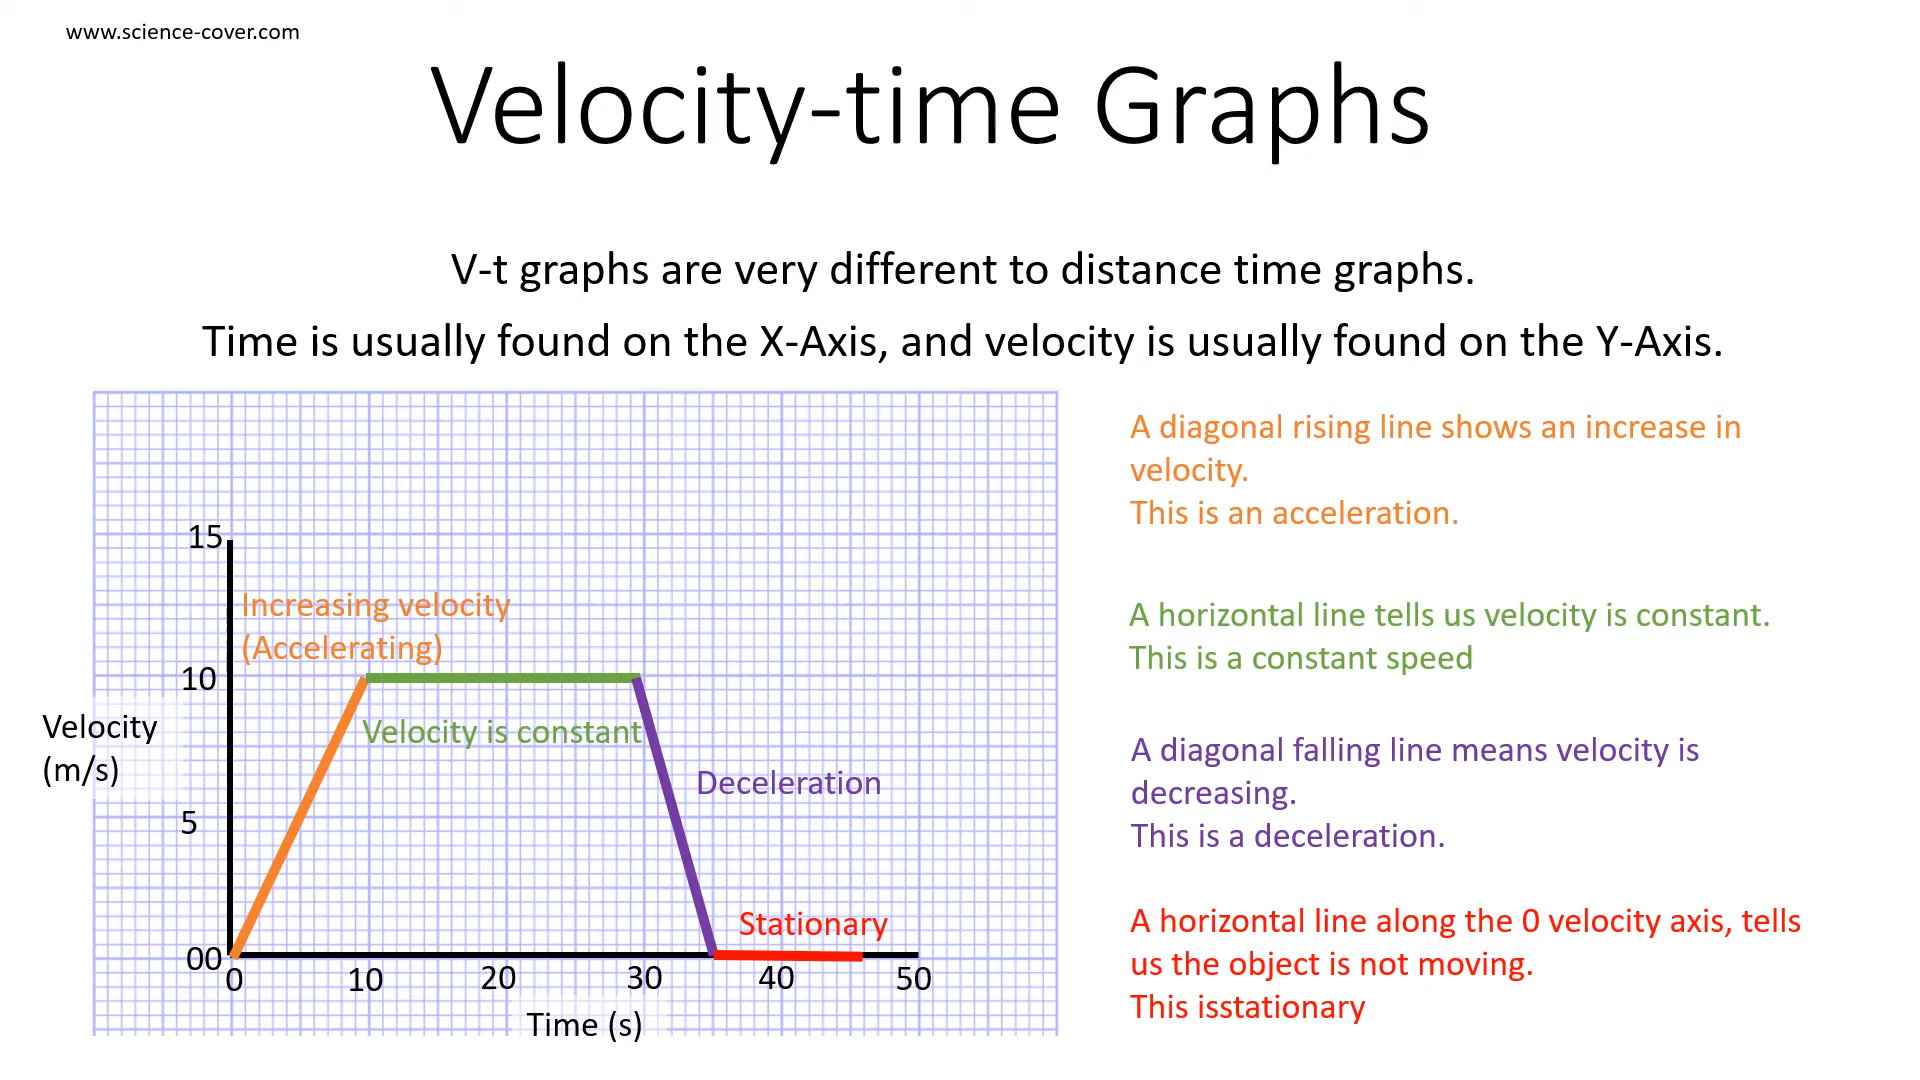 www.science-cover.com
Velocity-time Graphs
V-t graphs are very different to distance time graphs.
Time is usually found on the X-Axis, and velocity is usually found on the Y-Axis.
15
10
5
00
Velocity
(m/s)
Increasing velocity
(Accelerating)
Velocity is constant
Deceleration
Stationary
0 10 20 30 40 50
Time (s)
A diagonal rising line shows an increase in
velocity.
This is an acceleration.
A horizontal line tells us velocity is constant.
This is a constant speed
A diagonal falling line means velocity is
decreasing.
This is a deceleration.
A horizontal line along the 0 velocity axis, tells
us the object is not moving.
This isstationary